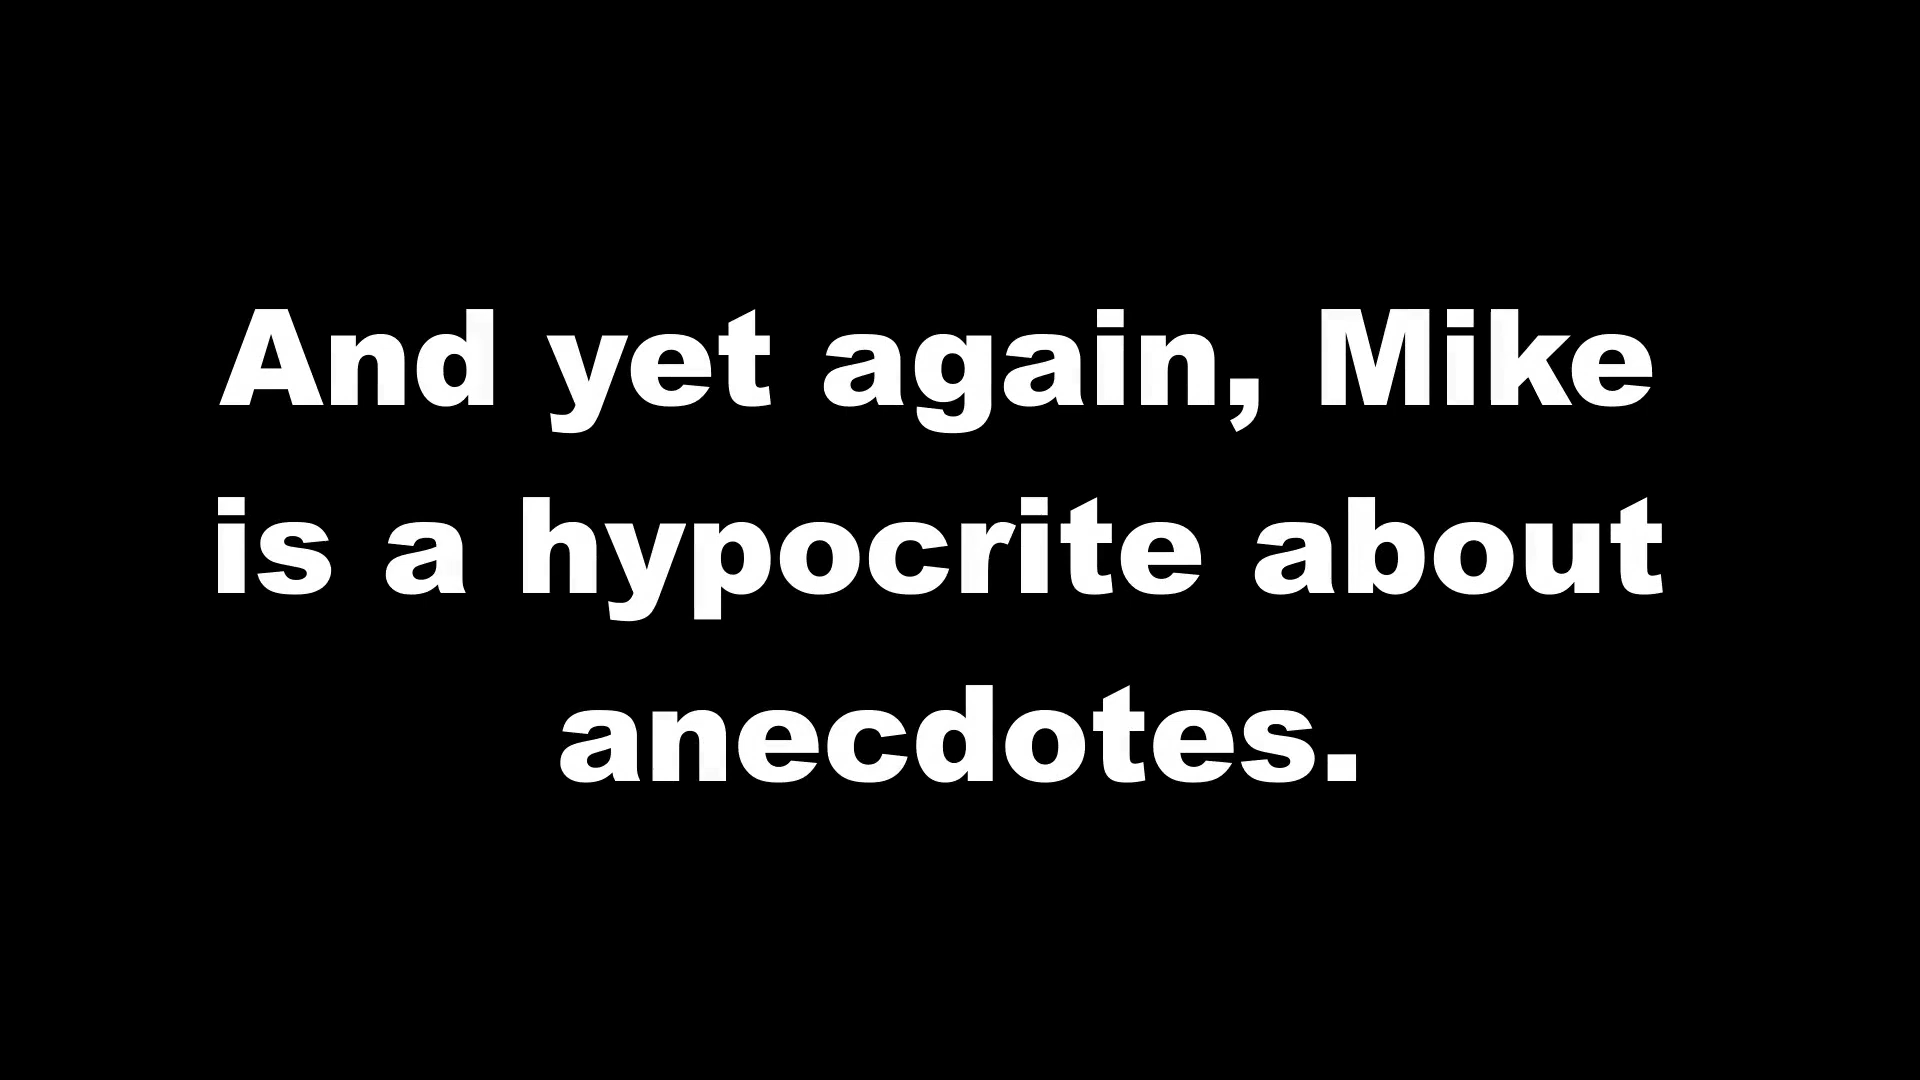 And yet again, Mike
is a hypocrite about
anecdotes.